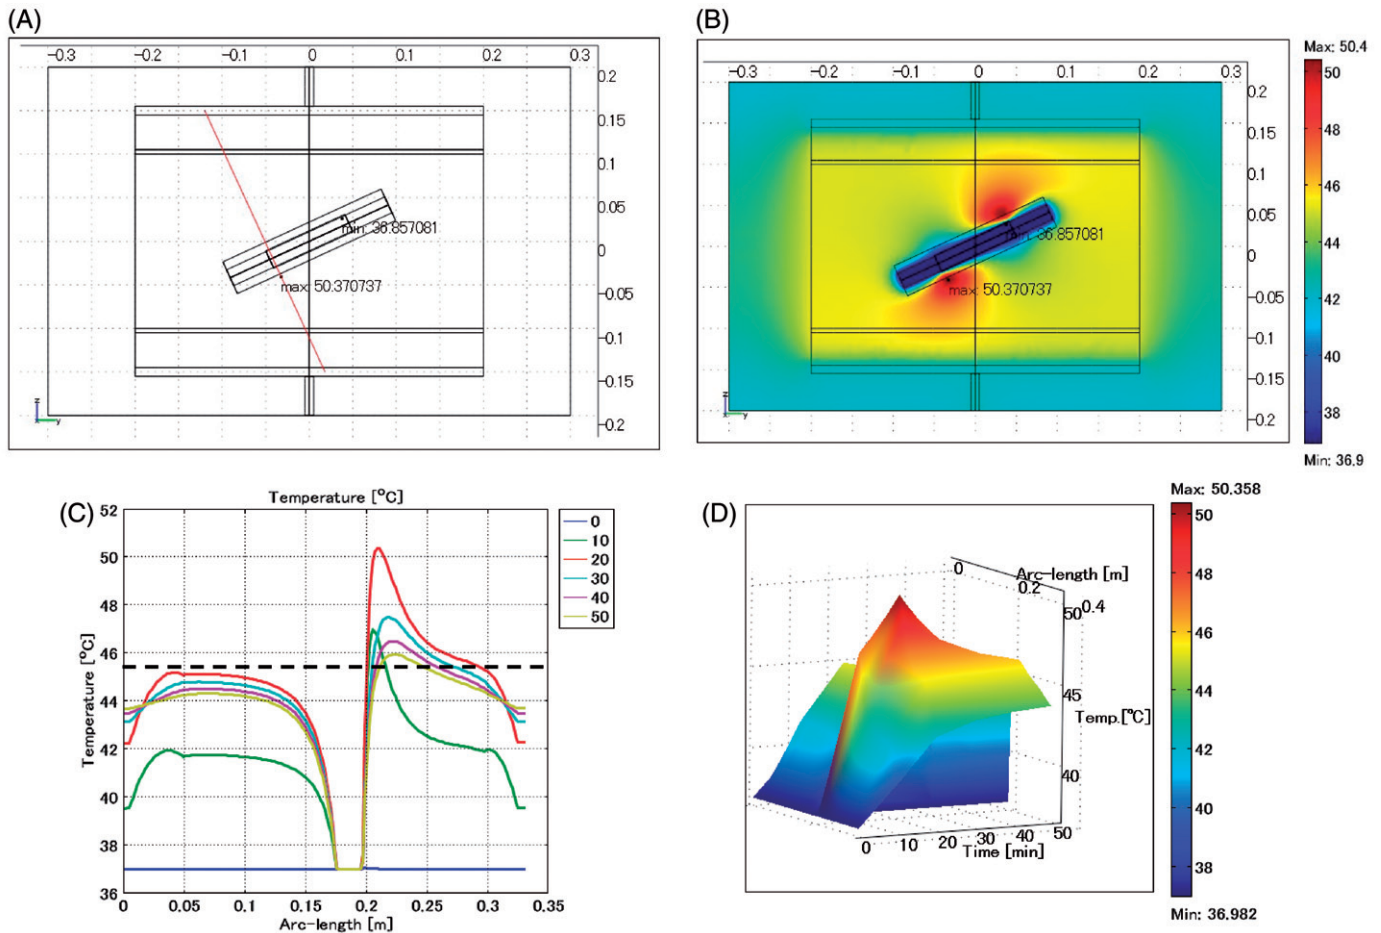 (A)
−0.3 −0.2 −0.1 0 0.1 0.2 0.3
0.2
0.15
0.1
0.05
0
−0.05
−0.1
−0.15
−0.2
min: 36.857081
max: 50.370737
z
y
(B)
−0.3 −0.2 −0.1 0 0.1 0.2 0.3
0.2
0.15
0.1
0.05
0
−0.05
−0.1
−0.15
−0.2
min: 36.857081
max: 50.370737
z
y
Max: 50.4
50
48
46
44
42
40
38
Min: 36.9
(C)
Temperature [°C]
52
50
48
46
44
42
40
38
36
Temperature [°C]
0 0.05 0.1 0.15 0.2 0.25 0.3 0.35
Arc-length [m]
0
10
20
30
40
50
(D)
0
Arc-length [m]
0.2
0.4
50
45
Temp.[°C]
40
0 10 20 30 40 50
Time [min]
Max: 50.358
50
48
46
44
42
40
38
Min: 36.982